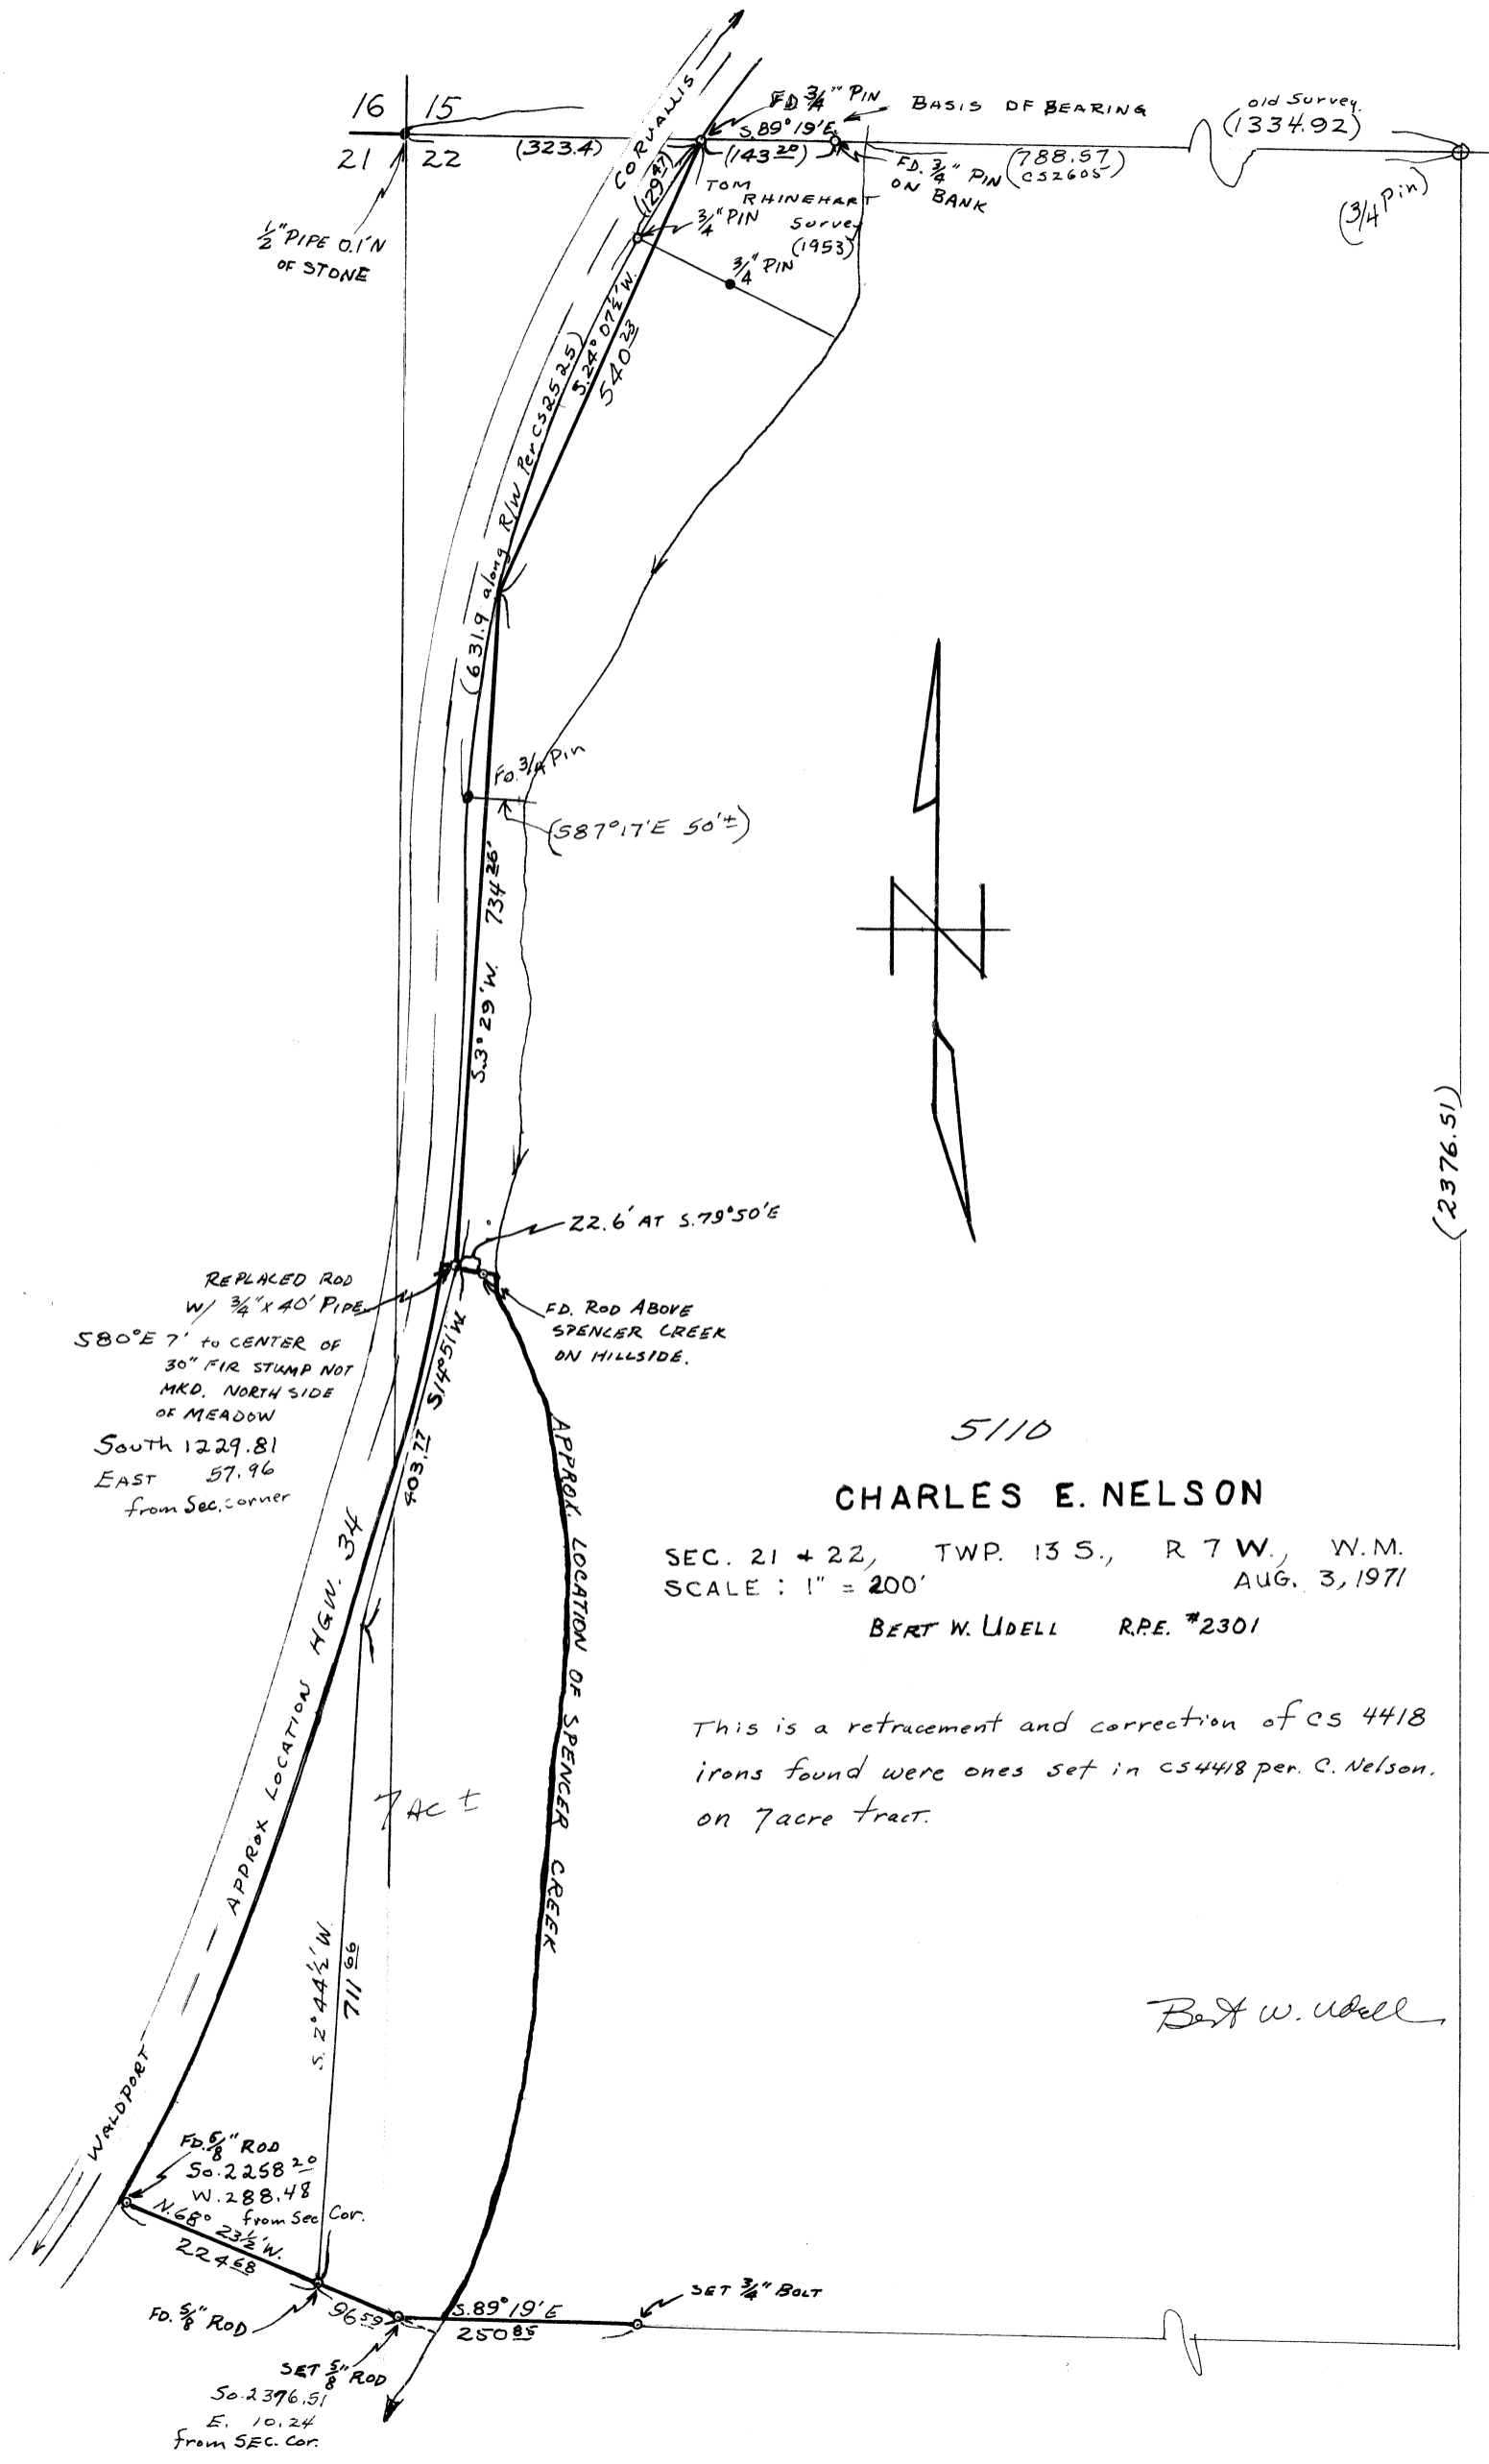 16 15
21 22
1/2" PIPE 0.1'N
OF STONE
(323.4)
CORVALLIS
FD 3/4" PIN
BASIS OF BEARING
S.89°19'E.
(143 20)
FD. 3/4" PIN
ON BANK
(788.57)
CS2605
old Survey.
(1334.92)
(3/4 Pin)
(129 47)
TOM
RHINEHART
Survey
(1953)
3/4" PIN
3/4" PIN
S.24°07½'W.
540 23
(631.9 along R/W Per CS2525)
FD. 3/4 Pin
(S87°17'E 50'±)
S.3°29'W. 734 26'
N
(2376.51)
22.6' AT S.79°50'E
REPLACED ROD
W/ 3/4" X 40' PIPE
S80°E 7' to CENTER OF
30" FIR STUMP NOT
MKD. NORTH SIDE
OF MEADOW
South 1229.81
EAST 57.96
from Sec. corner
FD. ROD ABOVE
SPENCER CREEK
ON HILLSIDE.
403.77 S.14°51'W.
APPROX. LOCATION OF SPENCER CREEK
APPROX LOCATION HGW. 34
5110
CHARLES E. NELSON
SEC. 21 + 22, TWP. 13 S., R 7 W., W.M.
SCALE : 1" = 200'
AUG. 3, 1971
BERT W. UDELL R.P.E. #2301
This is a retracement and correction of CS 4418
irons found were ones set in CS4418 per. C. Nelson.
on 7 acre tract.
7 AC ±
S. 2°44½'W.
711 66
Bert W. Udell
WALDPORT
FD. 5/8" ROD
So. 2258 20
W. 288.48
from Sec Cor.
N.68° 23½'W.
224 68
FD. 5/8" ROD
96 59
S.89°19'E
250 85
SET 3/4" BOLT
SET 5/8" ROD
So. 2396.51
E. 10.24
from SEC. Cor.